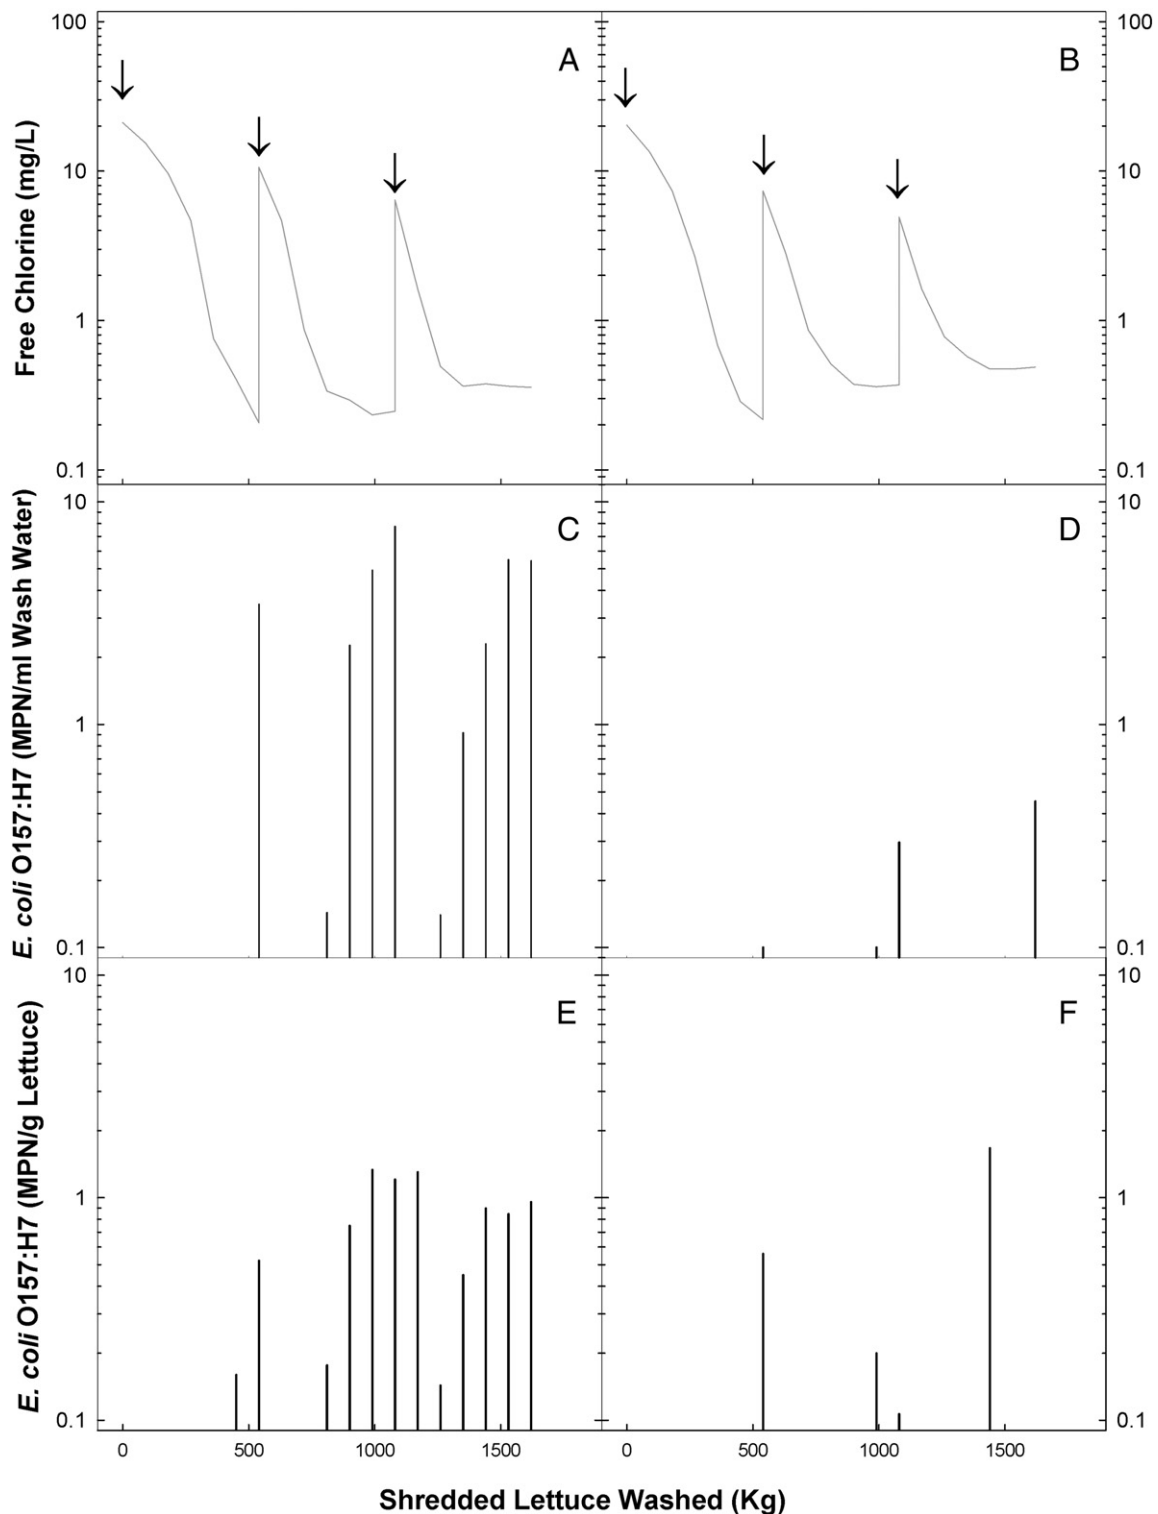 100
10
1
0.1
Free Chlorine (mg/L)
A
B
100
10
1
0.1
10
1
0.1
E. coli O157:H7 (MPN/ml Wash Water)
C
D
10
1
0.1
10
1
0.1
E. coli O157:H7 (MPN/g Lettuce)
E
F
10
1
0.1
0 500 1000 1500
0 500 1000 1500
Shredded Lettuce Washed (Kg)